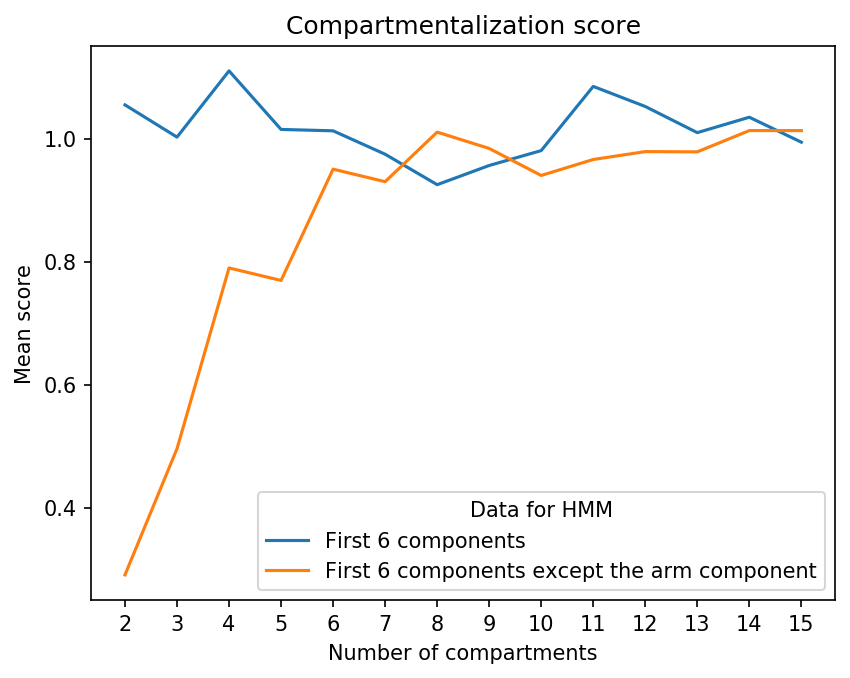 Compartmentalization score
Mean score
1.0
0.8
0.6
0.4
Data for HMM
First 6 components
First 6 components except the arm component
2 3 4 5 6 7 8 9 10 11 12 13 14 15
Number of compartments